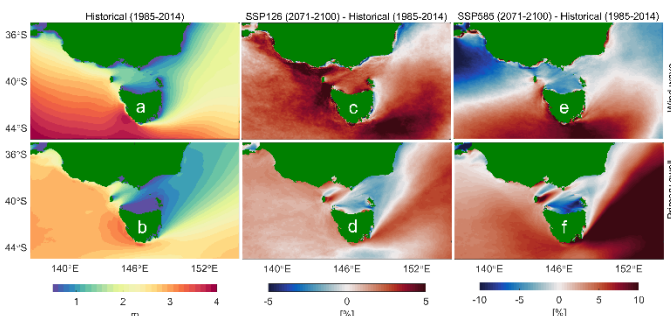 Historical (1985-2014)
SSP126 (2071-2100) - Historical (1985-2014)
SSP585 (2071-2100) - Historical (1985-2014)
36°S
40°S
44°S
a
c
e
Wind wave
36°S
40°S
44°S
b
d
f
Primary swell
140°E
146°E
152°E
140°E
146°E
152°E
140°E
146°E
152°E
1
2
3
4
-5
0
5
-10
-5
0
5
10
[%]
[%]